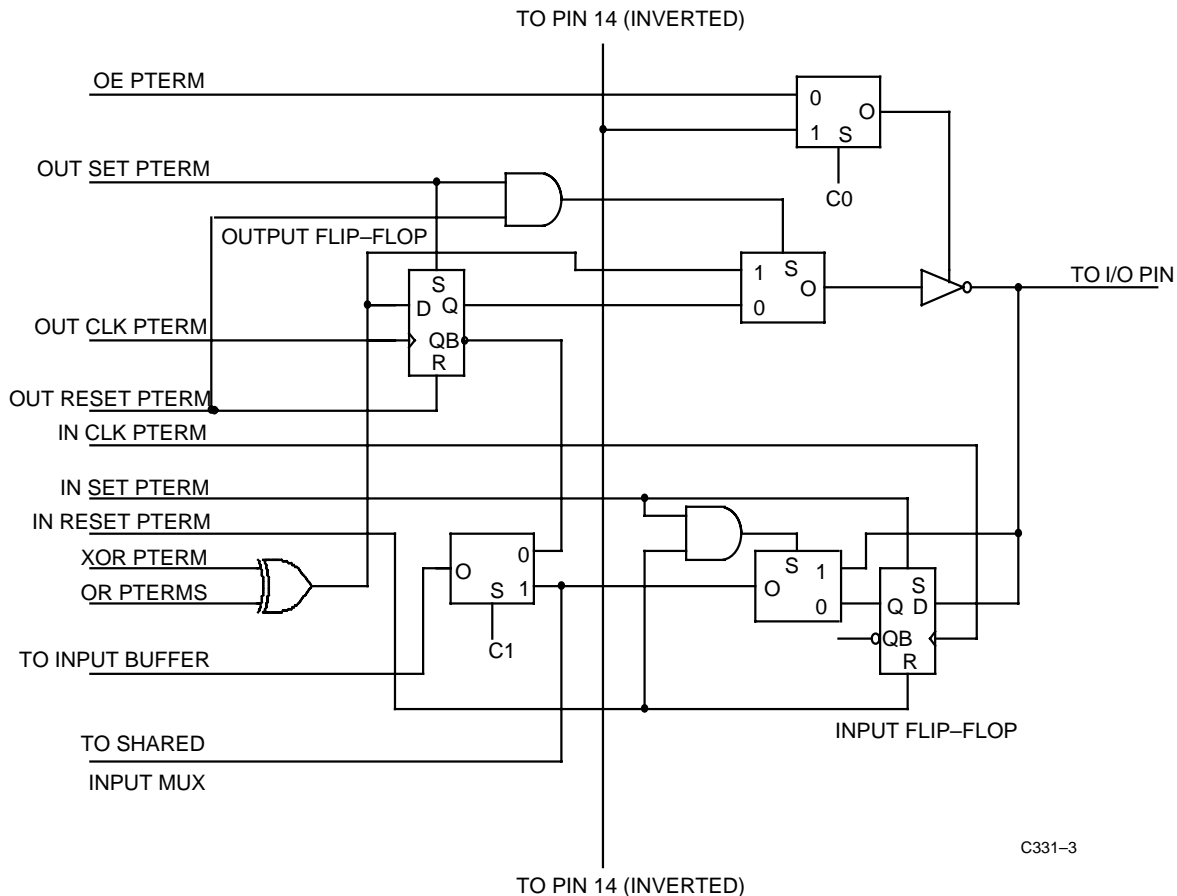 TO PIN 14 (INVERTED)
OE PTERM
0
O
1 S
C0
OUT SET PTERM
OUTPUT FLIP–FLOP
1 S
O
0
TO I/O PIN
S
D Q
OUT CLK PTERM
QB
R
OUT RESET PTERM
IN CLK PTERM
IN SET PTERM
IN RESET PTERM
XOR PTERM
OR PTERMS
0
O
S 1
C1
S 1
O
0
S
Q D
QB
R
TO INPUT BUFFER
INPUT FLIP–FLOP
TO SHARED
INPUT MUX
C331–3
TO PIN 14 (INVERTED)